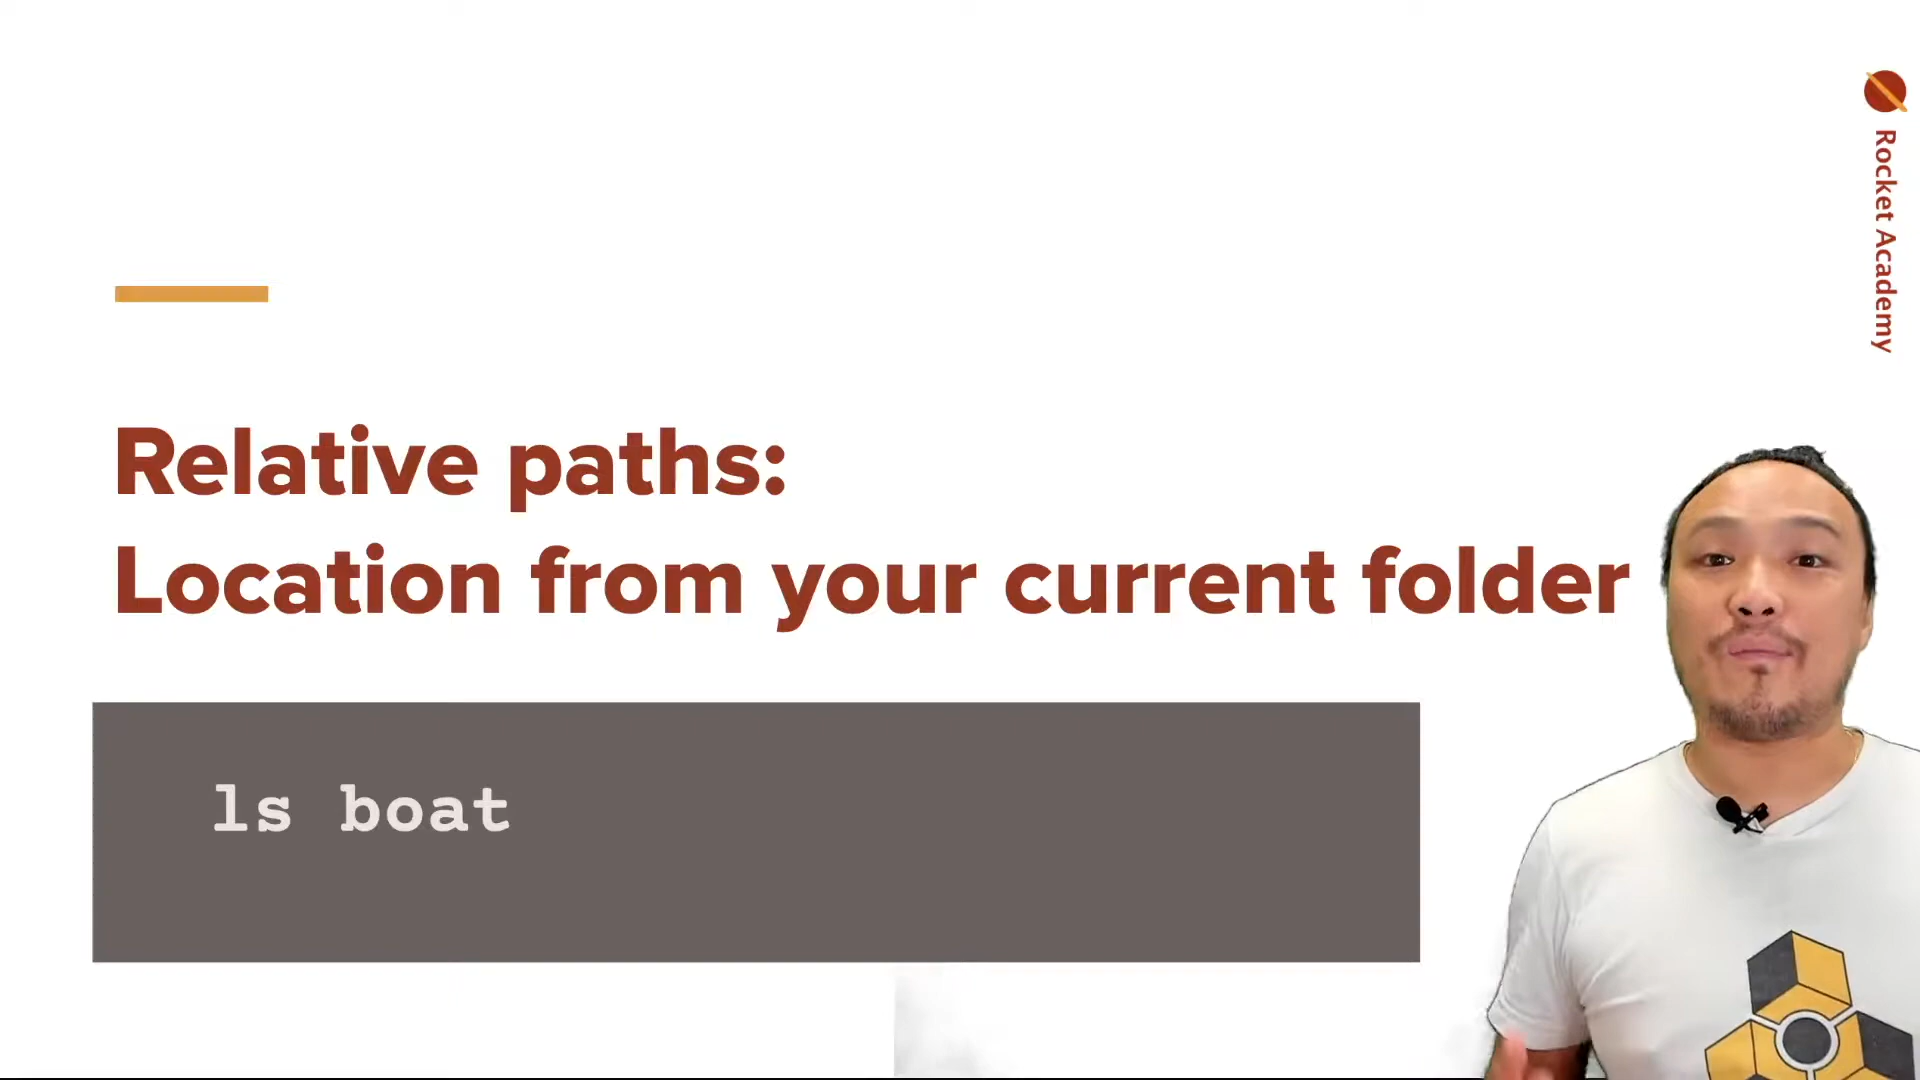 Rocket Academy
Relative paths:
Location from your current folder
ls boat